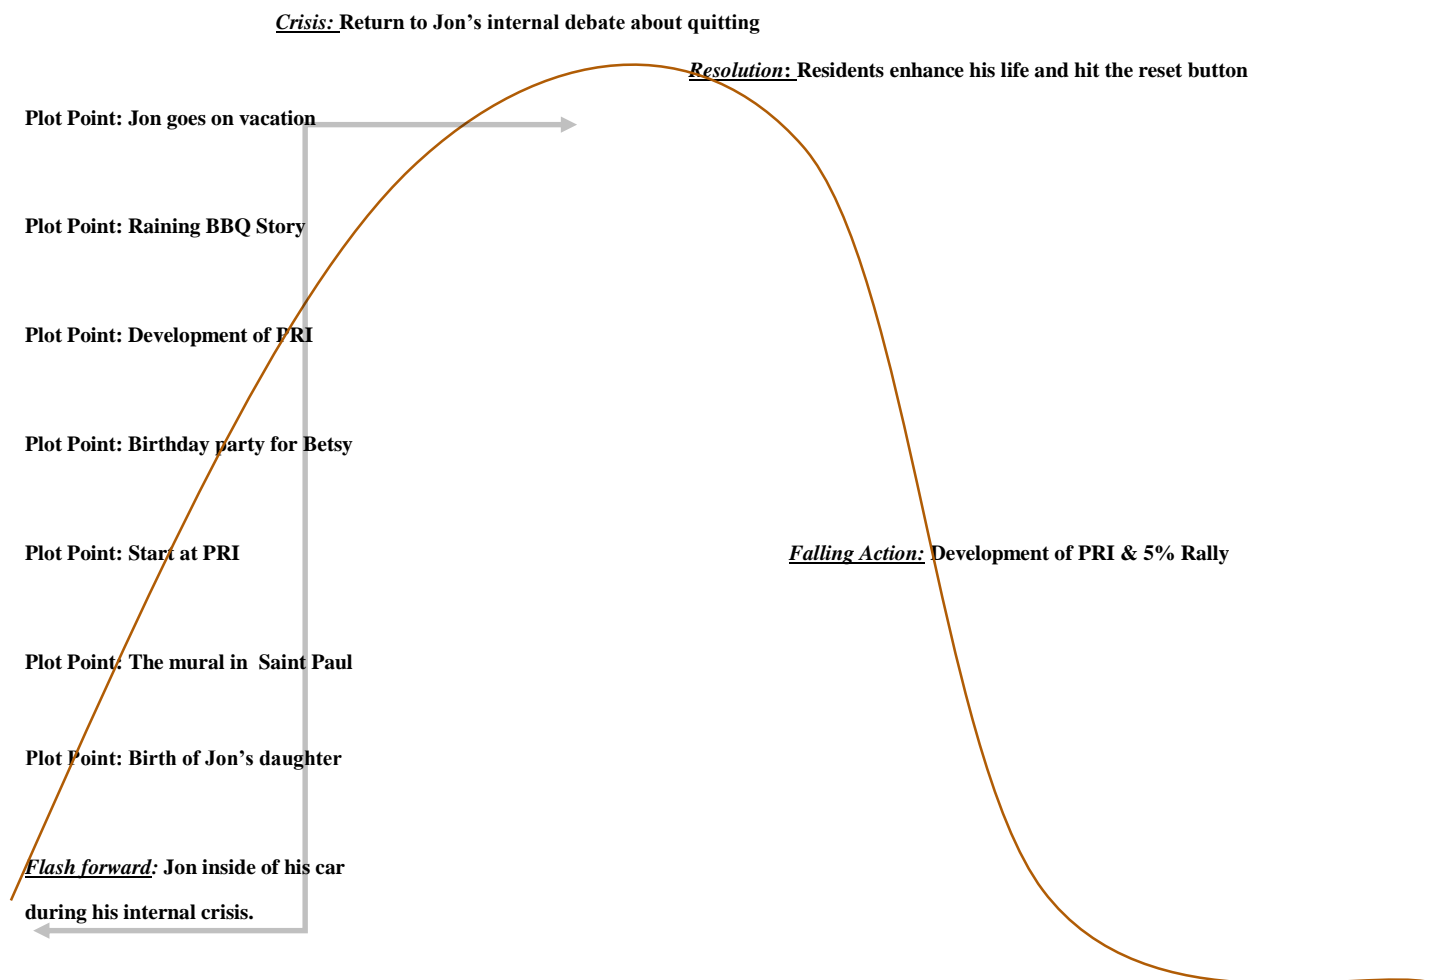 Crisis: Return to Jon’s internal debate about quitting
Resolution: Residents enhance his life and hit the reset button
Plot Point: Jon goes on vacation
Plot Point: Raining BBQ Story
Plot Point: Development of PRI
Plot Point: Birthday party for Betsy
Plot Point: Start at PRI
Falling Action: Development of PRI & 5% Rally
Plot Point: The mural in  Saint Paul
Plot Point: Birth of Jon’s daughter
Flash forward: Jon inside of his car
during his internal crisis.